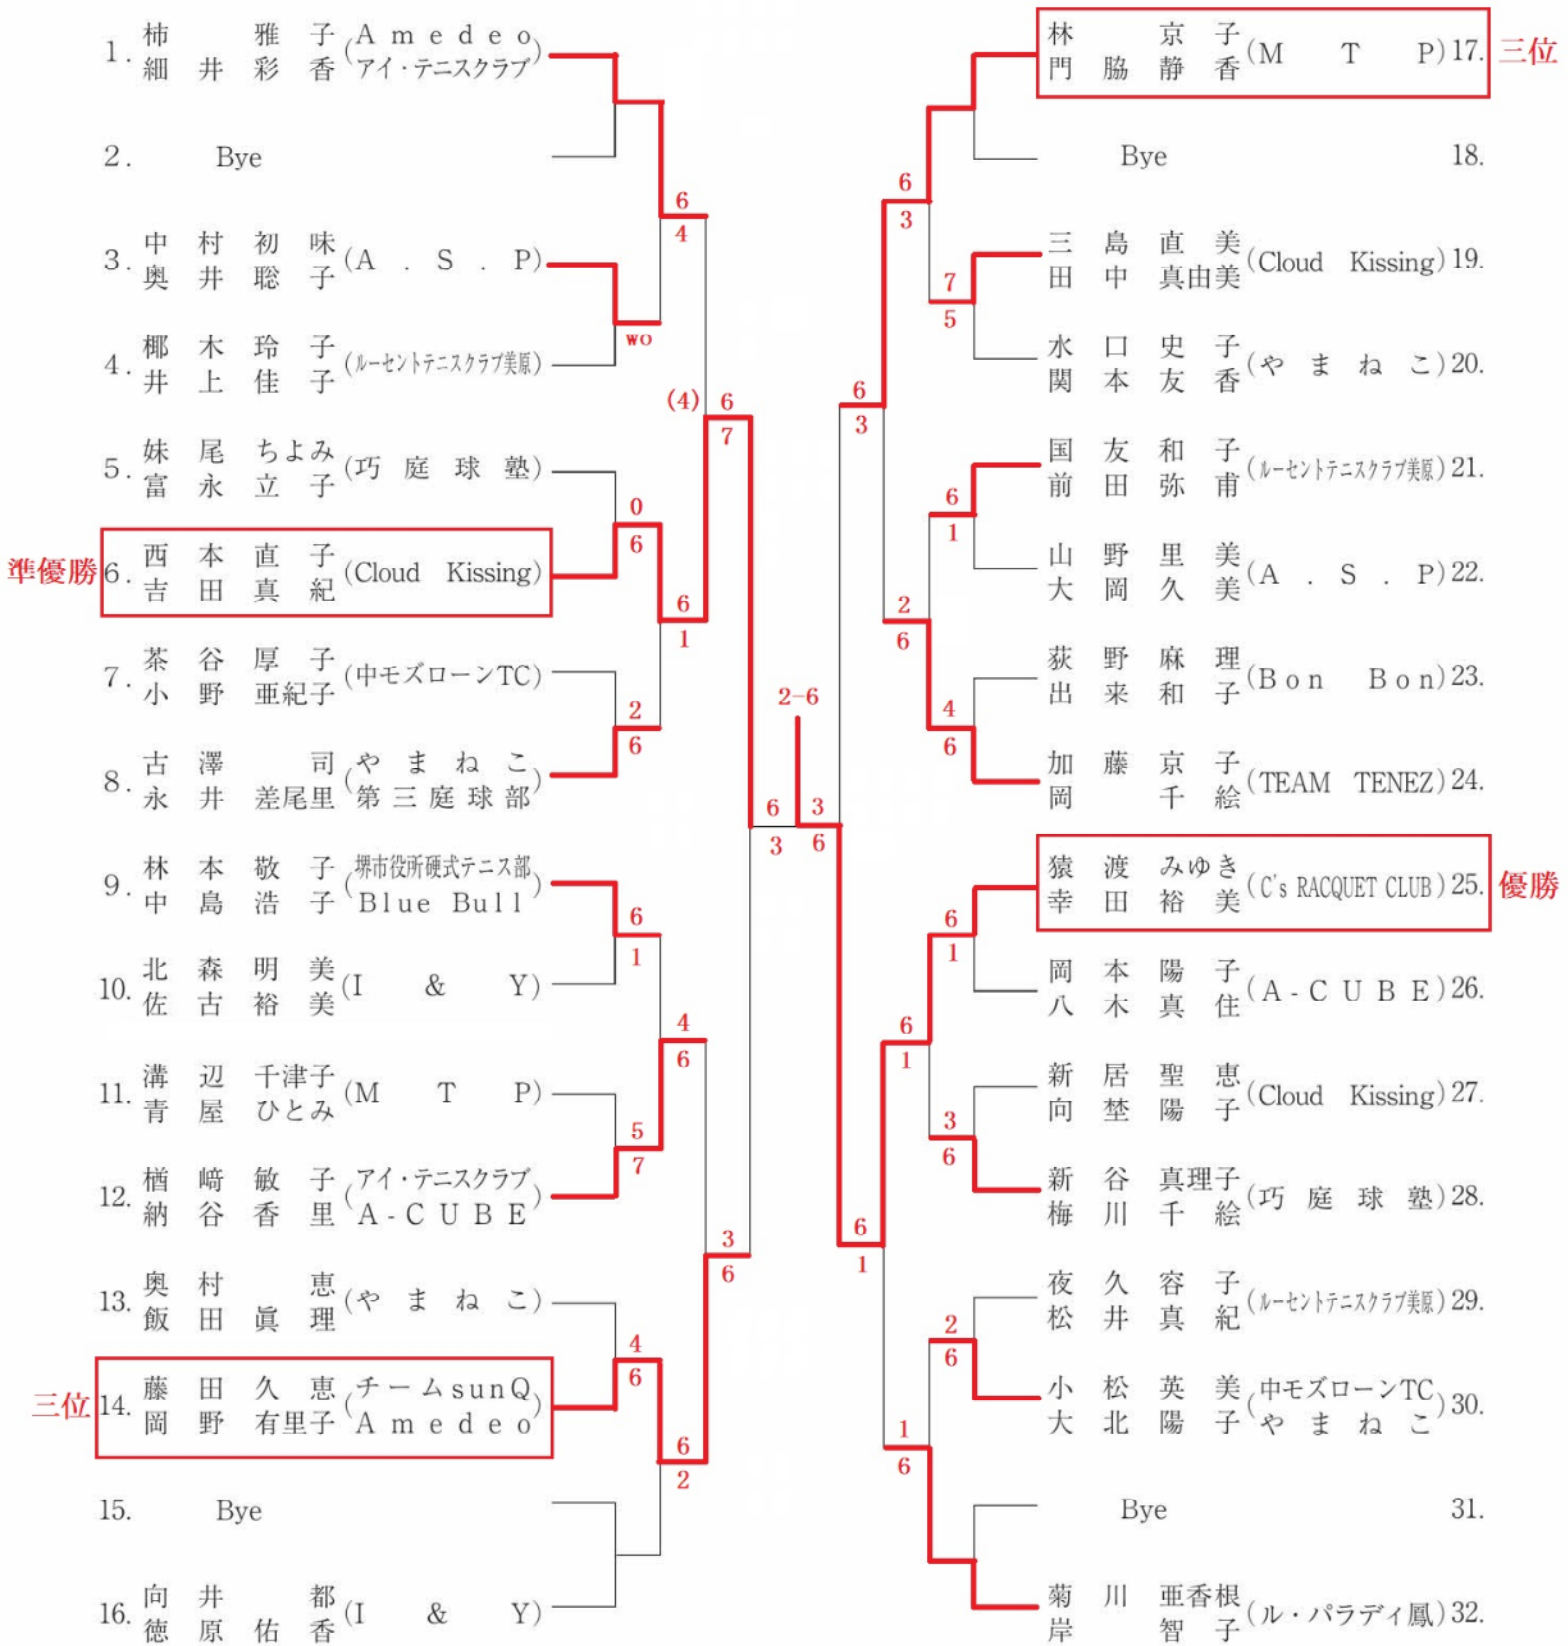 1. 柿 雅 子 (Amedeo
細 井 彩 香 アイ・テニスクラブ)
2. Bye
6
4
3. 中 村 初 味 (A.S.P)
奥 井 聡 子
WO
4. 椰 木 玲 子 (ルーセントテニスクラブ美原)
井 上 佳 子
(4) 6
7
5. 妹 尾 ちよみ (巧庭球塾)
富 永 立 子
0
6
準優勝 6. 西 本 直 子 (Cloud Kissing)
吉 田 真 紀
6
1
7. 茶 谷 厚 子 (中モズローンTC)
小 野 亜紀子
2
6
8. 古 澤 司 (やまねこ
永 井 差尾里 第三庭球部)
6
3
9. 林 本 敬 子 (堺市役所硬式テニス部
中 島 浩 子 Blue Bull)
6
1
10. 北 森 明 美 (I & Y)
佐 古 裕 美
4
6
11. 溝 辺 千津子 (M T P)
青 屋 ひとみ
5
7
12. 楢 﨑 敏 子 (アイ・テニスクラブ
納 谷 香 里 A-CUBE)
3
6
13. 奥 村 恵 (やまねこ)
飯 田 眞 理
4
6
三位 14. 藤 田 久 恵 (チームsunQ
岡 野 有里子 Amedeo)
6
2
15. Bye
16. 向 井 都 (I & Y)
徳 原 佑 香
2-6
3
6
林 京 子 (M T P) 17. 三位
門 脇 静 香
Bye 18.
6
3
三 島 直 美 (Cloud Kissing) 19.
田 中 真由美
7
5
水 口 史 子 (やまねこ) 20.
関 本 友 香
6
3
国 友 和 子 (ルーセントテニスクラブ美原) 21.
前 田 弥 甫
6
1
山 野 里 美 (A.S.P) 22.
大 岡 久 美
2
6
荻 野 麻 理 (Bon Bon) 23.
出 来 和 子
4
6
加 藤 京 子 (TEAM TENEZ) 24.
岡 千 絵
猿 渡 みゆき (C's RACQUET CLUB) 25. 優勝
幸 田 裕 美
6
1
岡 本 陽 子 (A-CUBE) 26.
八 木 真 住
6
1
新 居 聖 恵 (Cloud Kissing) 27.
向 埜 陽 子
3
6
新 谷 真理子 (巧庭球塾) 28.
梅 川 千 絵
6
1
夜 久 容 子 (ルーセントテニスクラブ美原) 29.
松 井 真 紀
2
6
小 松 英 美 (中モズローンTC
大 北 陽 子 やまねこ) 30.
1
6
Bye 31.
菊 川 亜香根 (ル・パラディ鳳) 32.
岸 智 子